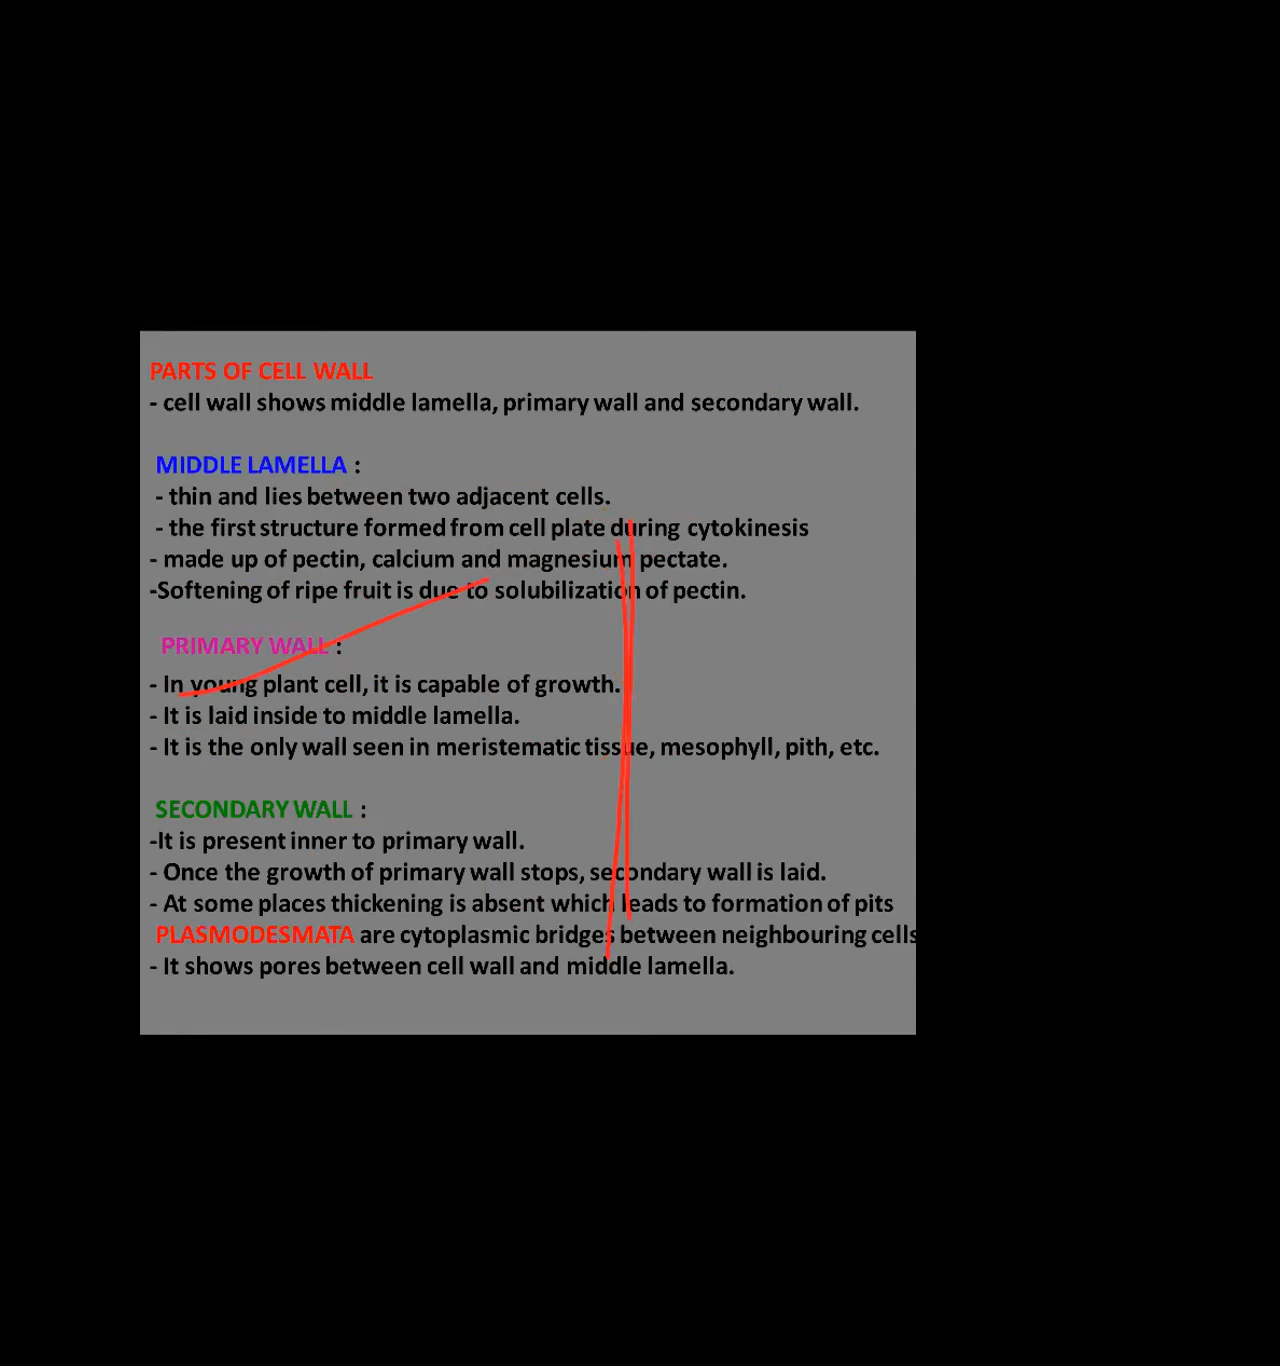 PARTS OF CELL WALL
- cell wall shows middle lamella, primary wall and secondary wall.
MIDDLE LAMELLA :
- thin and lies between two adjacent cells.
- the first structure formed from cell plate during cytokinesis
- made up of pectin, calcium and magnesium pectate.
-Softening of ripe fruit is due to solubilization of pectin.
PRIMARY WALL :
- In young plant cell, it is capable of growth.
- It is laid inside to middle lamella.
- It is the only wall seen in meristematic tissue, mesophyll, pith, etc.
SECONDARY WALL :
-It is present inner to primary wall.
- Once the growth of primary wall stops, secondary wall is laid.
- At some places thickening is absent which leads to formation of pits
PLASMODESMATA are cytoplasmic bridges between neighbouring cells
- It shows pores between cell wall and middle lamella.